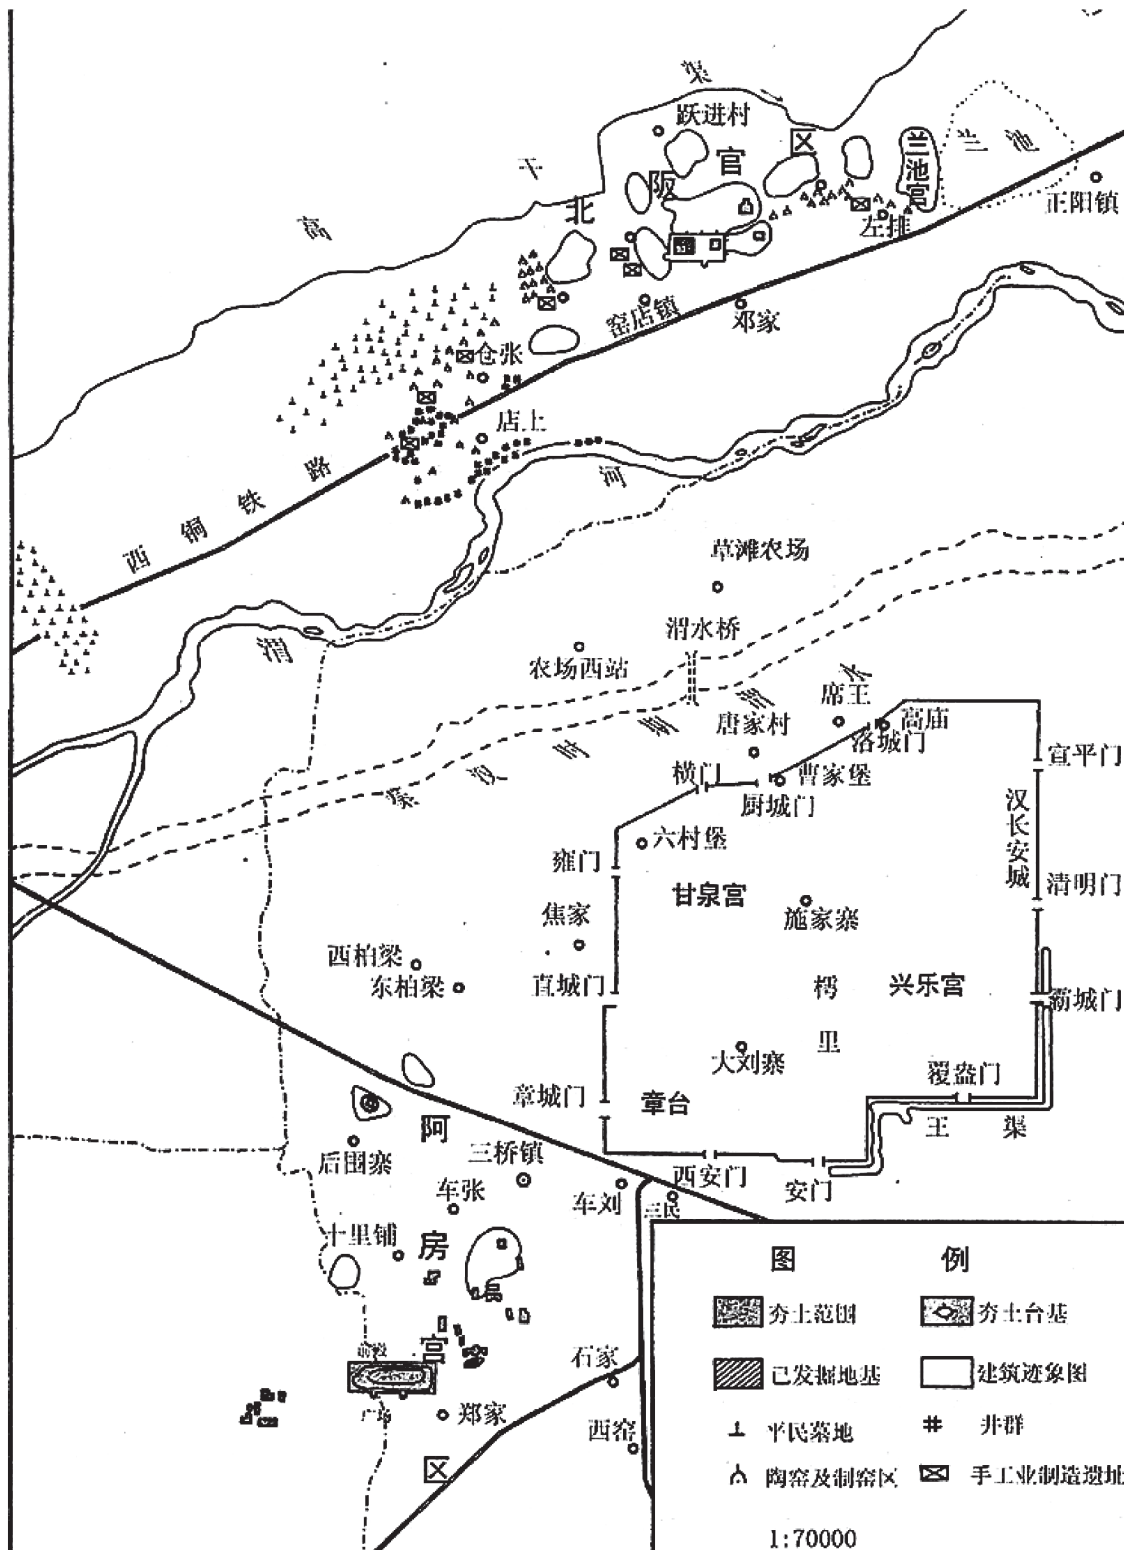 渠
跃进村
区
兰池
兰池宫
官
阪
干
北
高
正阳镇
左排
窑店镇
邓家
仓张
店上
西铜铁路
河
草滩农场
渭水桥
渭
农场西站
水
席王
高庙
唐家村
洛城门
宣平门
横门
曹家堡
厨城门
秦汉时期渭
汉长安城
六村堡
雍门
甘泉宫
清明门
焦家
施家寨
西柏梁
东柏梁
直城门
樗里
兴乐宫
霸城门
大刘寨
覆盎门
章城门
章台
王渠
阿
后围寨
三桥镇
西安门
安门
车张
车刘
三民
十里铺
房
前殿
宫
石家
广场
郑家
西窑
区
图例
夯土范围
夯土台基
已发掘地基
建筑迹象图
平民墓地
井群
陶窑及制窑区
手工业制造遗址
1:70000